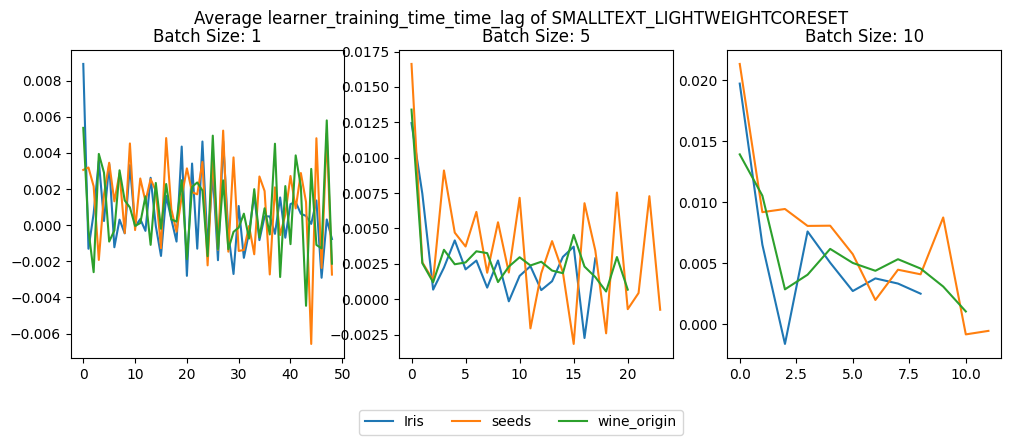 Average learner_training_time_time_lag of SMALLTEXT_LIGHTWEIGHTCORESET
Batch Size: 1
0.008
0.006
0.004
0.002
0.000
−0.002
−0.004
−0.006
0 10 20 30 40 50
Batch Size: 5
0.0175
0.0150
0.0125
0.0100
0.0075
0.0050
0.0025
0.0000
−0.0025
0 5 10 15 20
Batch Size: 10
0.020
0.015
0.010
0.005
0.000
0.0 2.5 5.0 7.5 10.0
Iris seeds wine_origin